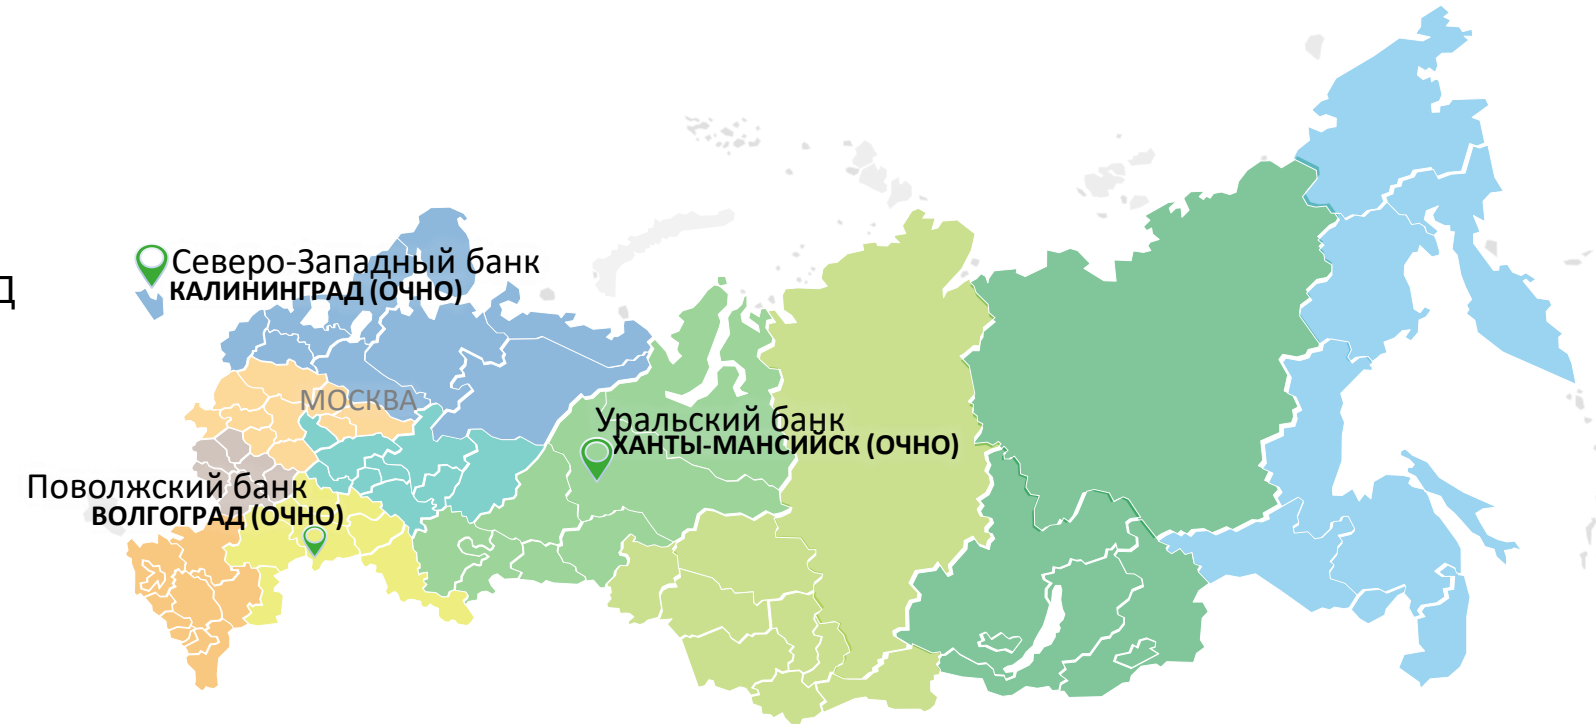 Северо-Западный банк
КАЛИНИНГРАД (ОЧНО)
Д
МОСКВА
Уральский банк
ХАНТЫ-МАНСИЙСК (ОЧНО)
Поволжский банк
ВОЛГОГРАД (ОЧНО)